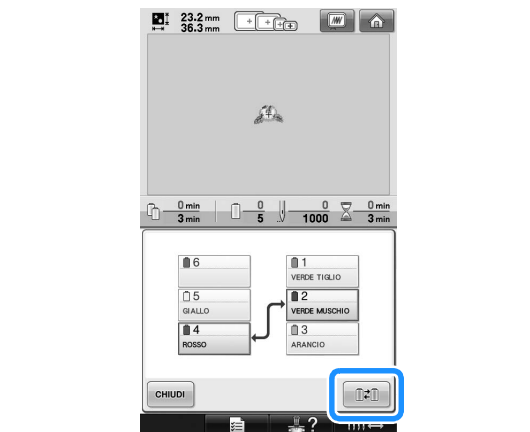 23.2 mm
36.3 mm
0 min
3 min
0
5
0
1000
0 min
3 min
6
1
VERDE TIGLIO
5
GIALLO
2
VERDE MUSCHIO
4
ROSSO
3
ARANCIO
CHIUDI
?